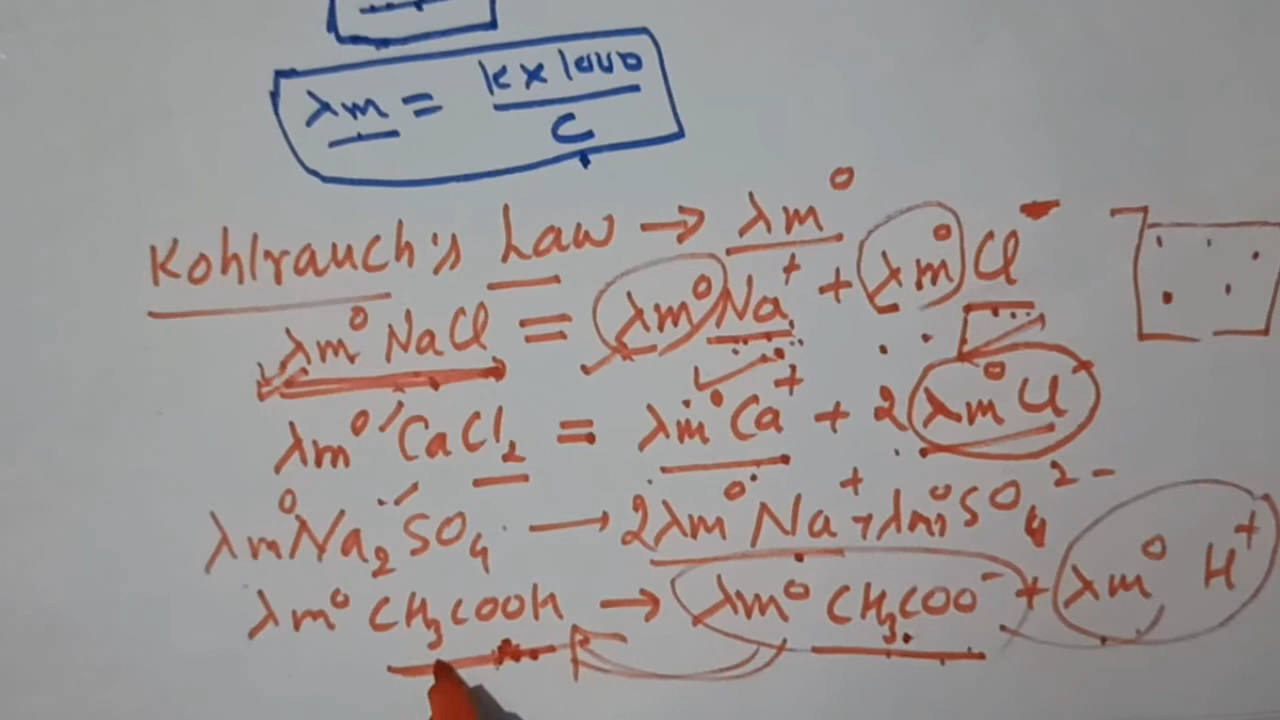 λm = k × 1000 / C
Kohlrauch's Law → λm°
λm° NaCl = λm° Na⁺ + λm° Cl⁻
λm° CaCl₂ = λm° Ca⁺ + 2 λm° Cl
λm° Na₂SO₄ → 2λm° Na⁺ + λm° SO₄²⁻
λm° CH₃COOH → λm° CH₃COO⁻ + λm° H⁺